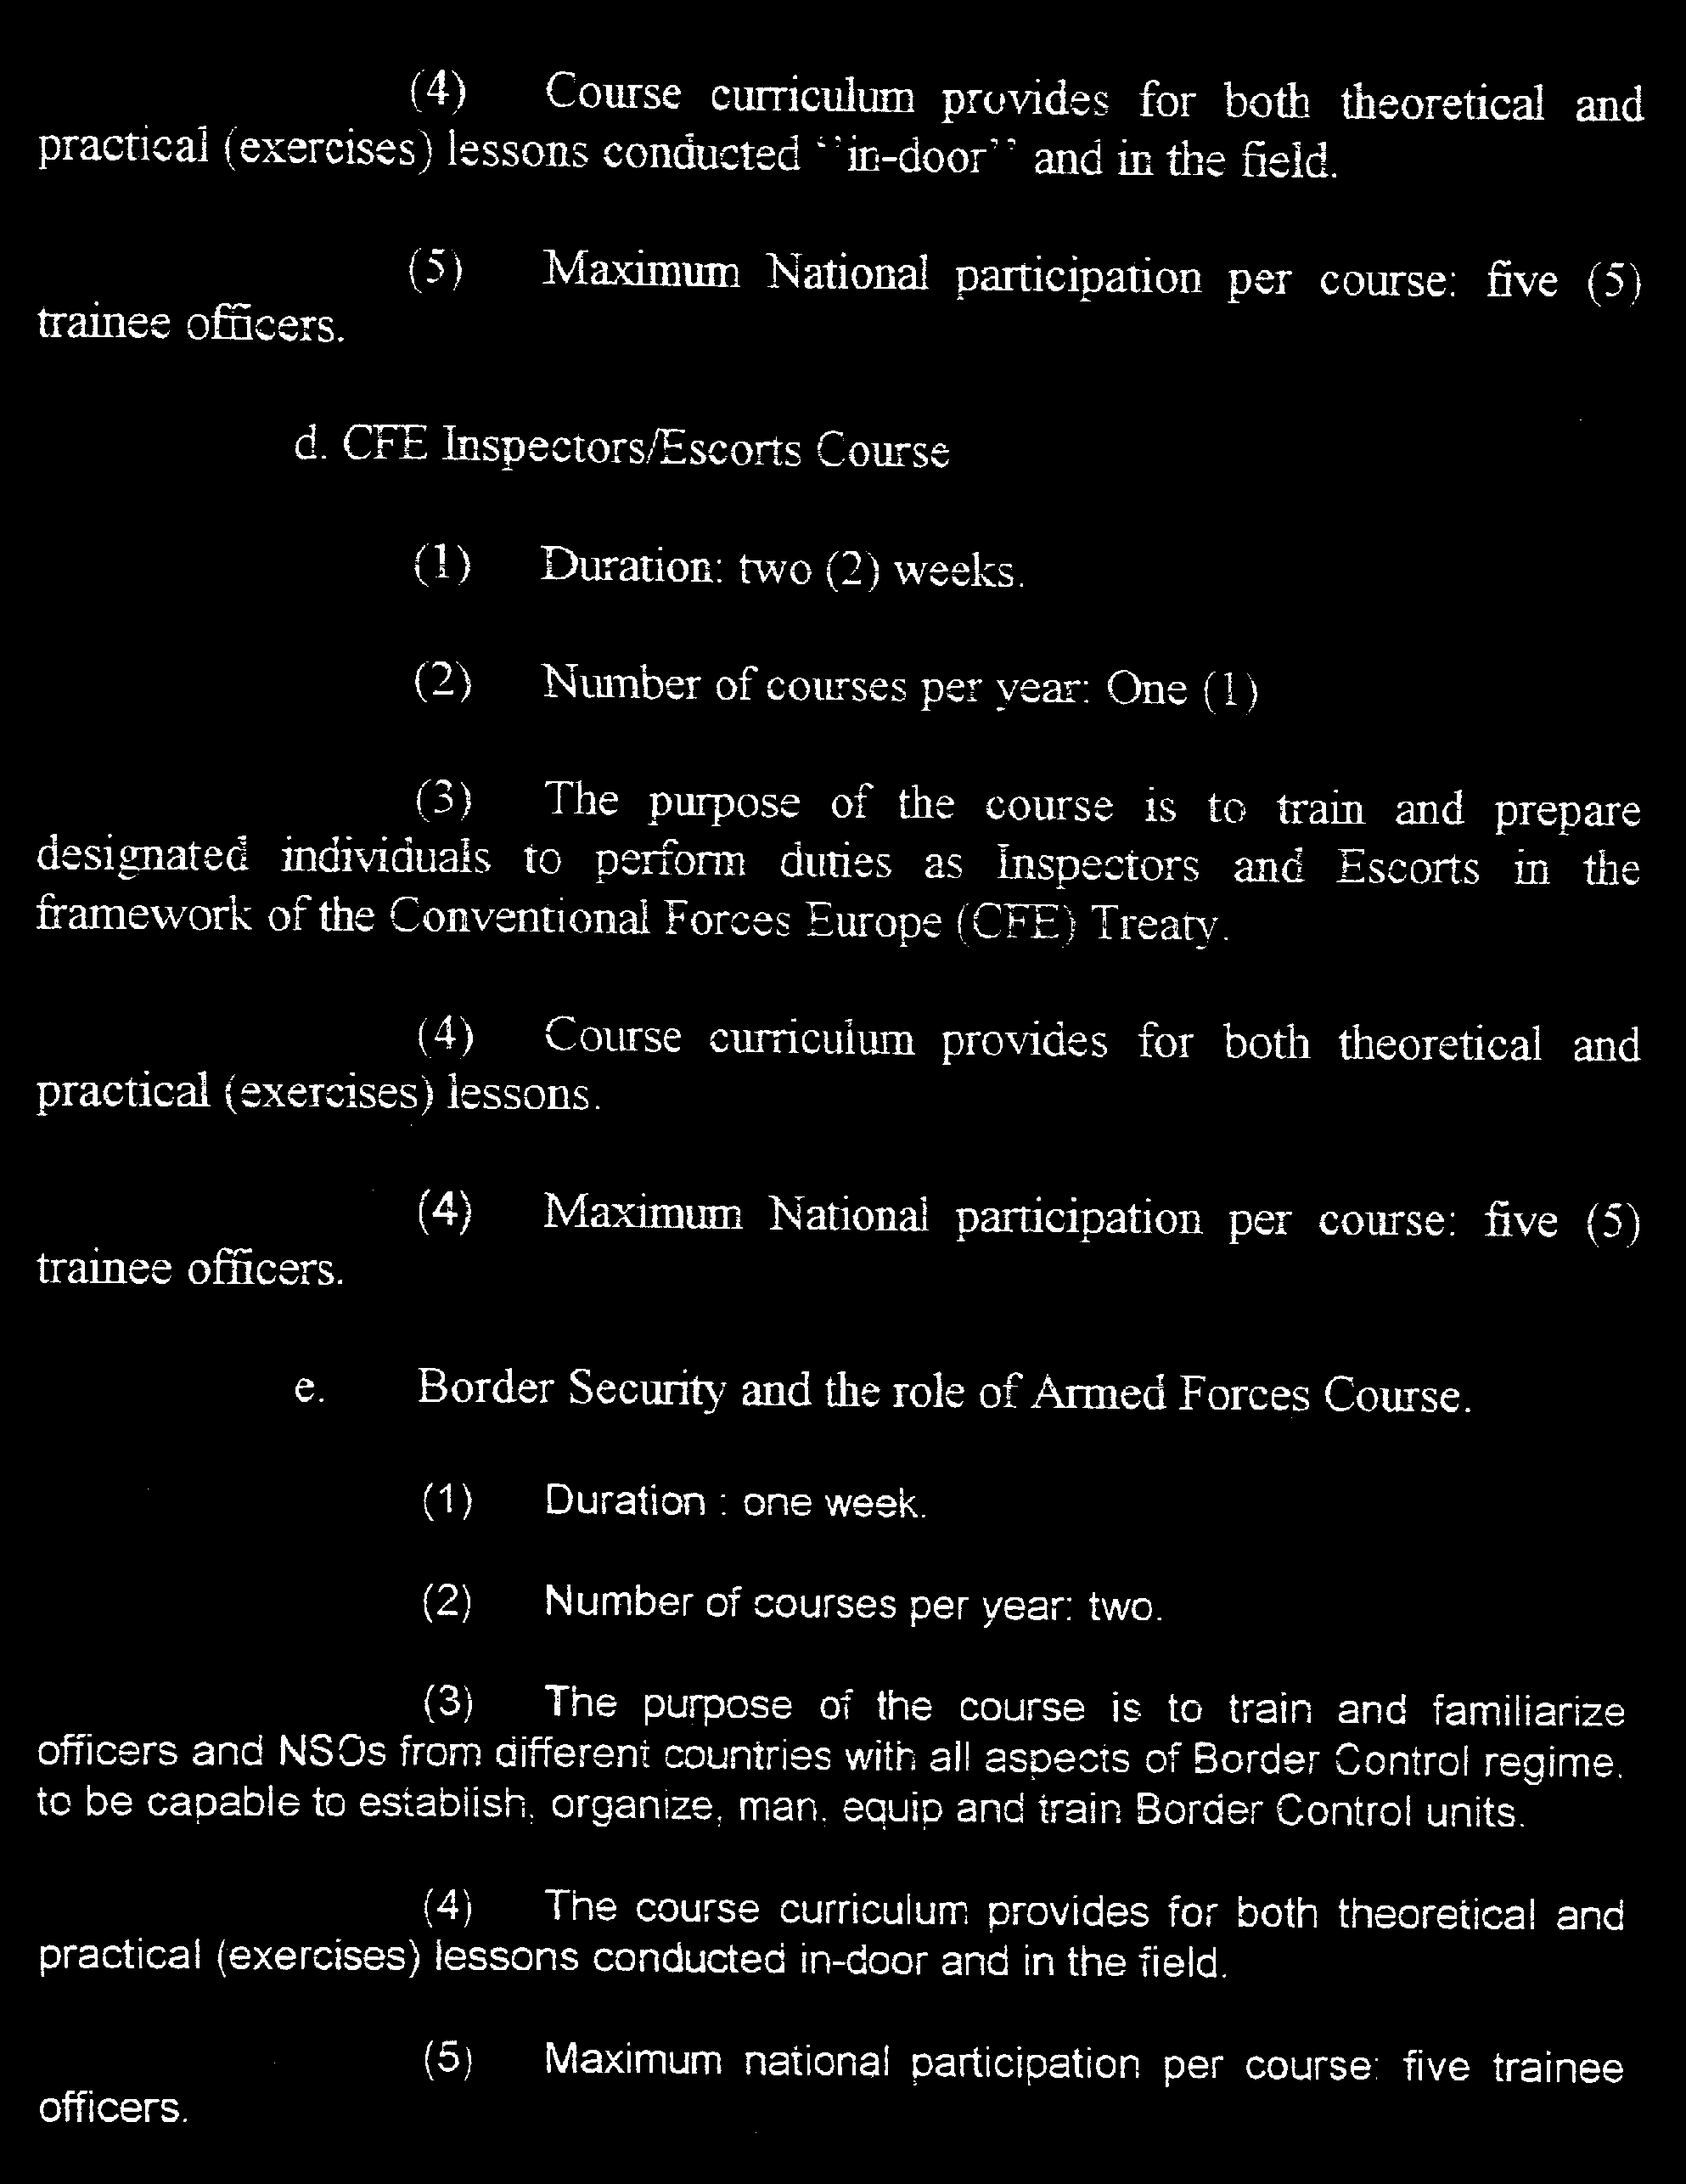 (4) Course curriculum provides for both theoretical and
practical (exercises) lessons conducted "in-door" and in the field.
(5) Maximum National participation per course: five (5)
trainee officers.
d. CFE Inspectors/Escorts Course
(1) Duration: two (2) weeks.
(2) Number of courses per year: One (1)
(3) The purpose of the course is to train and prepare
designated individuals to perform duties as Inspectors and Escorts in the
framework of the Conventional Forces Europe (CFE) Treaty.
(4) Course curriculum provides for both theoretical and
practical (exercises) lessons.
(4) Maximum National participation per course: five (5)
trainee officers.
e. Border Security and the role of Armed Forces Course.
(1) Duration : one week.
(2) Number of courses per year: two.
(3) The purpose of the course is to train and familiarize
officers and NSOs from different countries with all aspects of Border Control regime,
to be capable to establish, organize, man, equip and train Border Control units.
(4) The course curriculum provides for both theoretical and
practical (exercises) lessons conducted in-door and in the field.
(5) Maximum national participation per course: five trainee
officers.